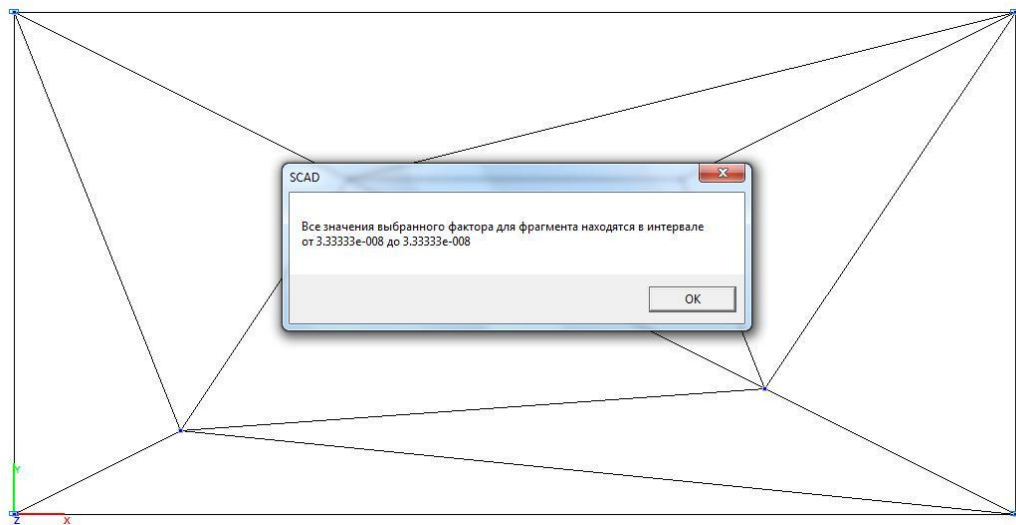 SCAD
Все значения выбранного фактора для фрагмента находятся в интервале
от 3.33333e-008 до 3.33333e-008
OK
Y
Z X